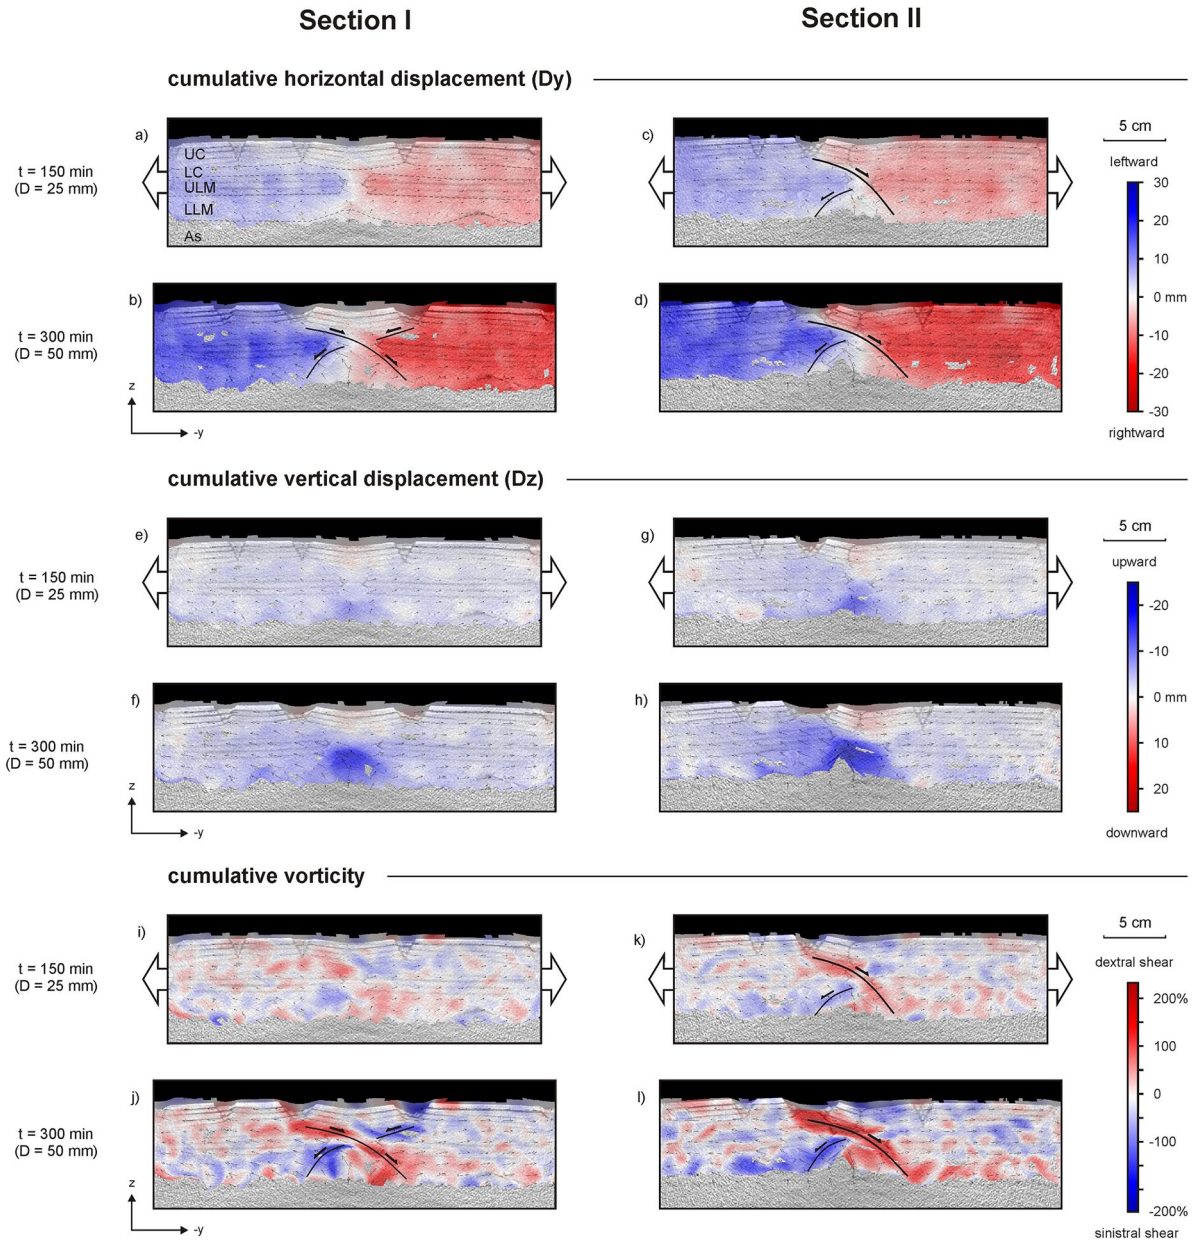 Section I
Section II
cumulative horizontal displacement (Dy)
a)
c)
5 cm
t = 150 min
(D = 25 mm)
UC
LC
ULM
LLM
As
leftward
30
20
10
0 mm
-10
-20
-30
rightward
b)
d)
t = 300 min
(D = 50 mm)
z
-y
cumulative vertical displacement (Dz)
e)
g)
5 cm
t = 150 min
(D = 25 mm)
upward
-20
-10
0 mm
10
20
downward
f)
h)
t = 300 min
(D = 50 mm)
z
-y
cumulative vorticity
i)
k)
5 cm
t = 150 min
(D = 25 mm)
dextral shear
200%
100
0
-100
-200%
sinistral shear
j)
l)
t = 300 min
(D = 50 mm)
z
-y